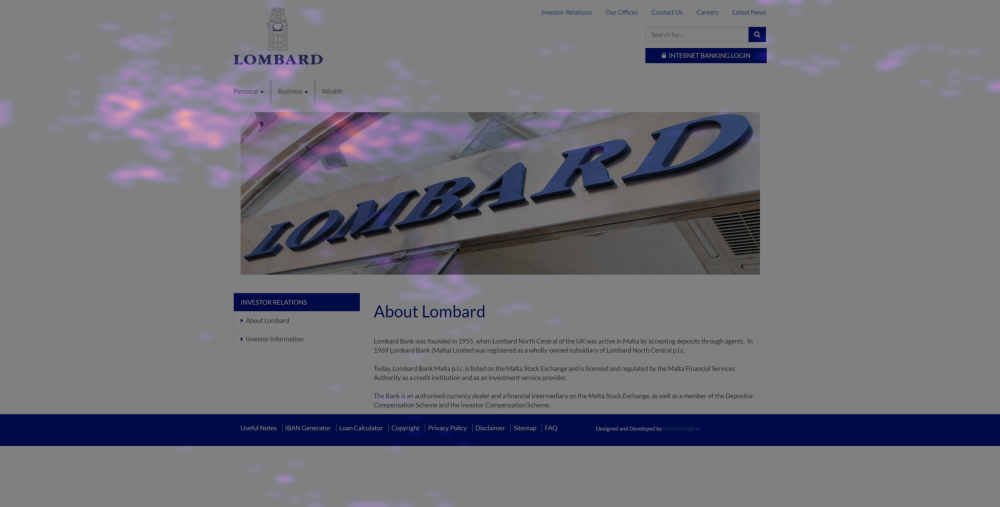 Investor Relations Our Offices Contact Us Careers Latest News
LOMBARD
Search for...
INTERNET BANKING LOGIN
Personal Business Wealth
LOMBARD
INVESTOR RELATIONS
About Lombard
Investor Information
About Lombard
Lombard Bank was founded in 1955, when Lombard North Central of the UK was active in Malta by accepting deposits through agents. In
1969 Lombard Bank (Malta) Limited was registered as a wholly-owned subsidiary of Lombard North Central p.l.c.
Today, Lombard Bank Malta p.l.c. is listed on the Malta Stock Exchange and is licensed and regulated by the Malta Financial Services
Authority as a credit institution and as an investment service provider.
The Bank is an authorised currency dealer and a financial intermediary on the Malta Stock Exchange, as well as a member of the Depositor
Compensation Scheme and the Investor Compensation Scheme.
Useful Notes IBAN Generator Loan Calculator Copyright Privacy Policy Disclaimer Sitemap FAQ
Designed and Developed by Deloitte Digital